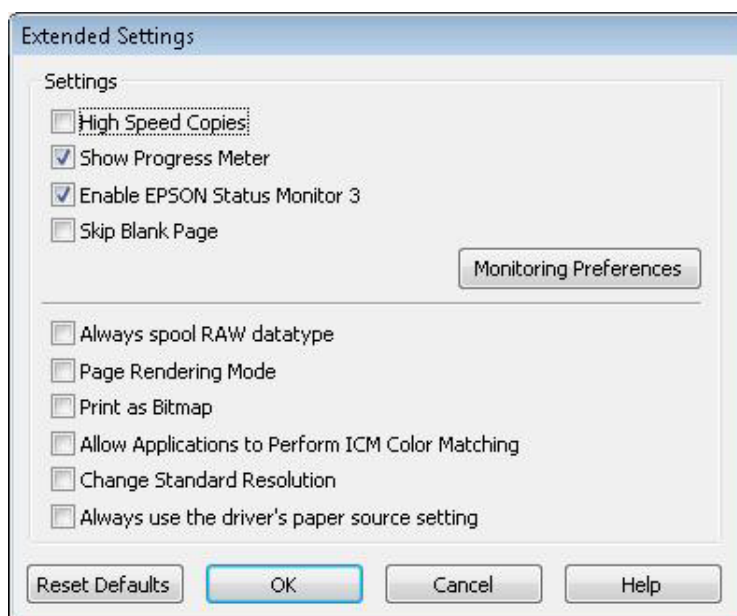 Extended Settings
Settings
High Speed Copies
Show Progress Meter
Enable EPSON Status Monitor 3
Skip Blank Page
Monitoring Preferences
Always spool RAW datatype
Page Rendering Mode
Print as Bitmap
Allow Applications to Perform ICM Color Matching
Change Standard Resolution
Always use the driver's paper source setting
Reset Defaults OK Cancel Help